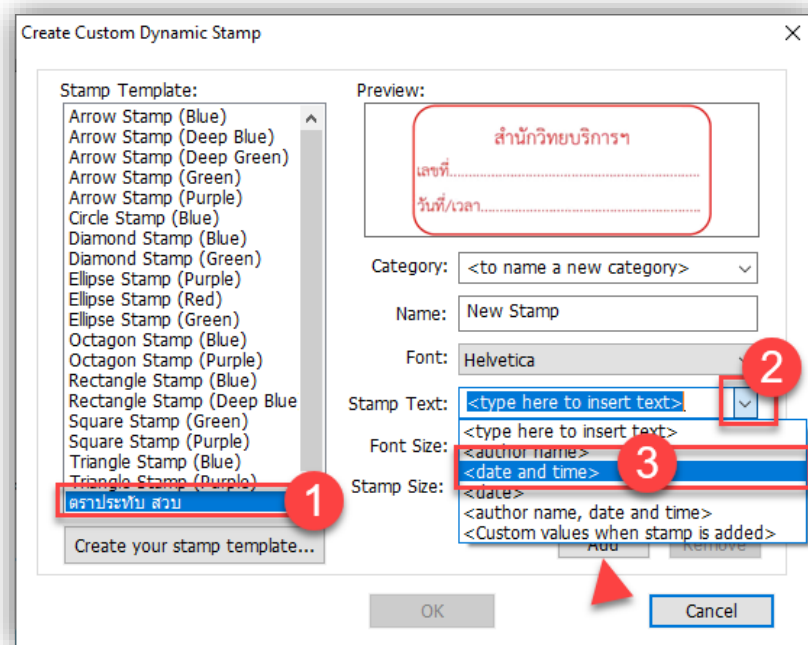 Create Custom Dynamic Stamp
Stamp Template:
Arrow Stamp (Blue)
Arrow Stamp (Deep Blue)
Arrow Stamp (Deep Green)
Arrow Stamp (Green)
Arrow Stamp (Purple)
Circle Stamp (Blue)
Diamond Stamp (Blue)
Diamond Stamp (Green)
Ellipse Stamp (Purple)
Ellipse Stamp (Red)
Ellipse Stamp (Green)
Octagon Stamp (Blue)
Octagon Stamp (Purple)
Rectangle Stamp (Blue)
Rectangle Stamp (Deep Blue
Square Stamp (Green)
Square Stamp (Purple)
Triangle Stamp (Blue)
Triangle Stamp (Purple)
ตราประทับ สวบ
1
Create your stamp template...
Preview:
สำนักวิทยบริการฯ
เลขที่..............................................................
วันที่/เวลา.......................................................
Category: <to name a new category>
Name: New Stamp
Font: Helvetica
2
Stamp Text: <type here to insert text>
Font Size:
Stamp Size:
<type here to insert text>
<author name>
<date and time>
3
<date>
<author name, date and time>
<Custom values when stamp is added>
Add Remove
OK Cancel